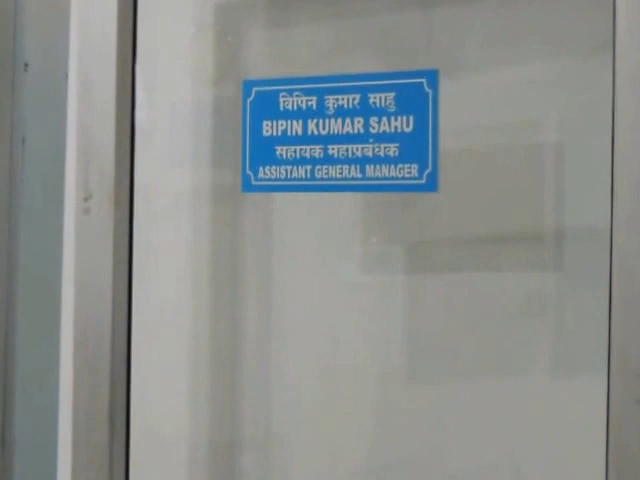 विपिन कुमार साहु
BIPIN KUMAR SAHU
सहायक महाप्रबंधक
ASSISTANT GENERAL MANAGER